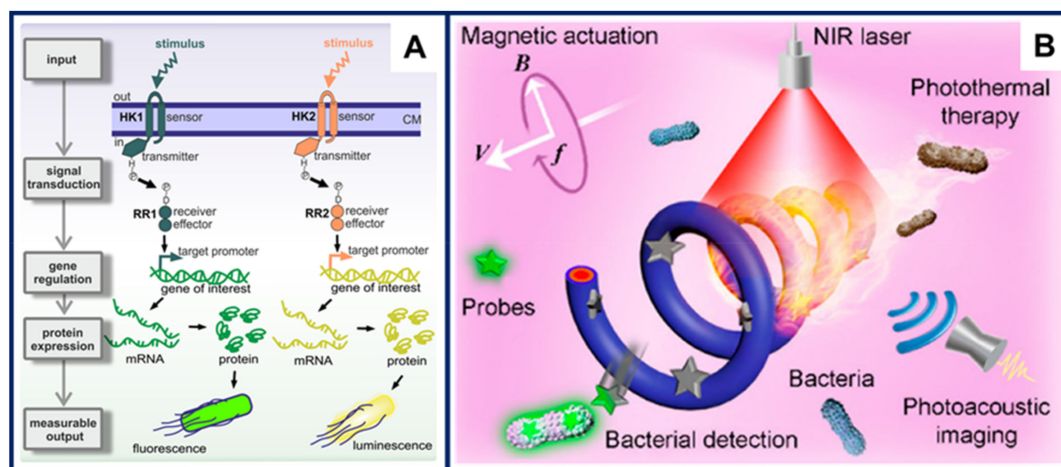 A
input
signal
transduction
gene
regulation
protein
expression
measurable
output
stimulus
stimulus
out
HK1
sensor
HK2
sensor
CM
in
transmitter
transmitter
H
P
H
P
P
D
P
D
RR1
receiver
effector
RR2
receiver
effector
target promoter
target promoter
gene of interest
gene of interest
mRNA
protein
mRNA
protein
fluorescence
luminescence
B
Magnetic actuation
B
V
f
NIR laser
Photothermal
therapy
Probes
Bacteria
Bacterial detection
Photoacoustic
imaging